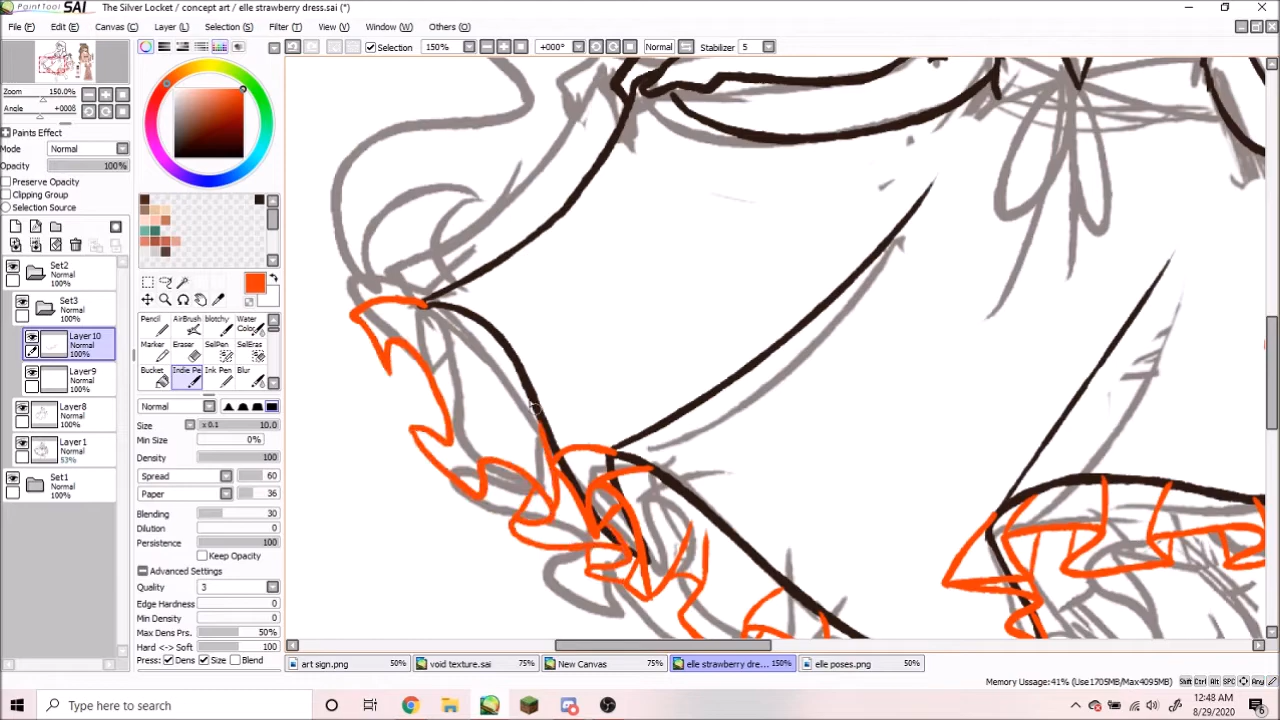 PaintTool SAI The Silver Locket / concept art / elle strawberry dress.sai (*)
File (F) Edit (E) Canvas (C) Layer (L) Selection (S) Filter (T) View (V) Window (W) Others (O)
Selection 150% +000° Normal Stabilizer 5
Zoom 150.0%
Angle +000θ
Paints Effect
Mode Normal
Opacity 100%
Preserve Opacity
Clipping Group
Selection Source
Set2
Normal
100%
Set3
Normal
100%
Layer10
Normal
100%
Layer9
Normal
100%
Layer8
Normal
100%
Layer1
Normal
53%
Set1
Normal
100%
Pencil AirBrush blotchy Water Color
Marker Eraser SelPen SelEras
Bucket Indie Pe Ink Pen Blur
Normal
Size x 0.1 10.0
Min Size 0%
Density 100
Spread 60
Paper 36
Blending 30
Dilution 0
Persistence 100
Keep Opacity
Advanced Settings
Quality 3
Edge Hardness 0
Min Density 0
Max Dens Prs. 50%
Hard <-> Soft 100
Press: Dens Size Blend
art sign.png 50% void texture.sai 75% New Canvas 75% elle strawberry dre... 150% elle poses.png 50%
Memory Usage: 41% (Use1705MB/Max4095MB) Shift Ctrl Alt SPC Any
Type here to search
12:48 AM
8/29/2020
6